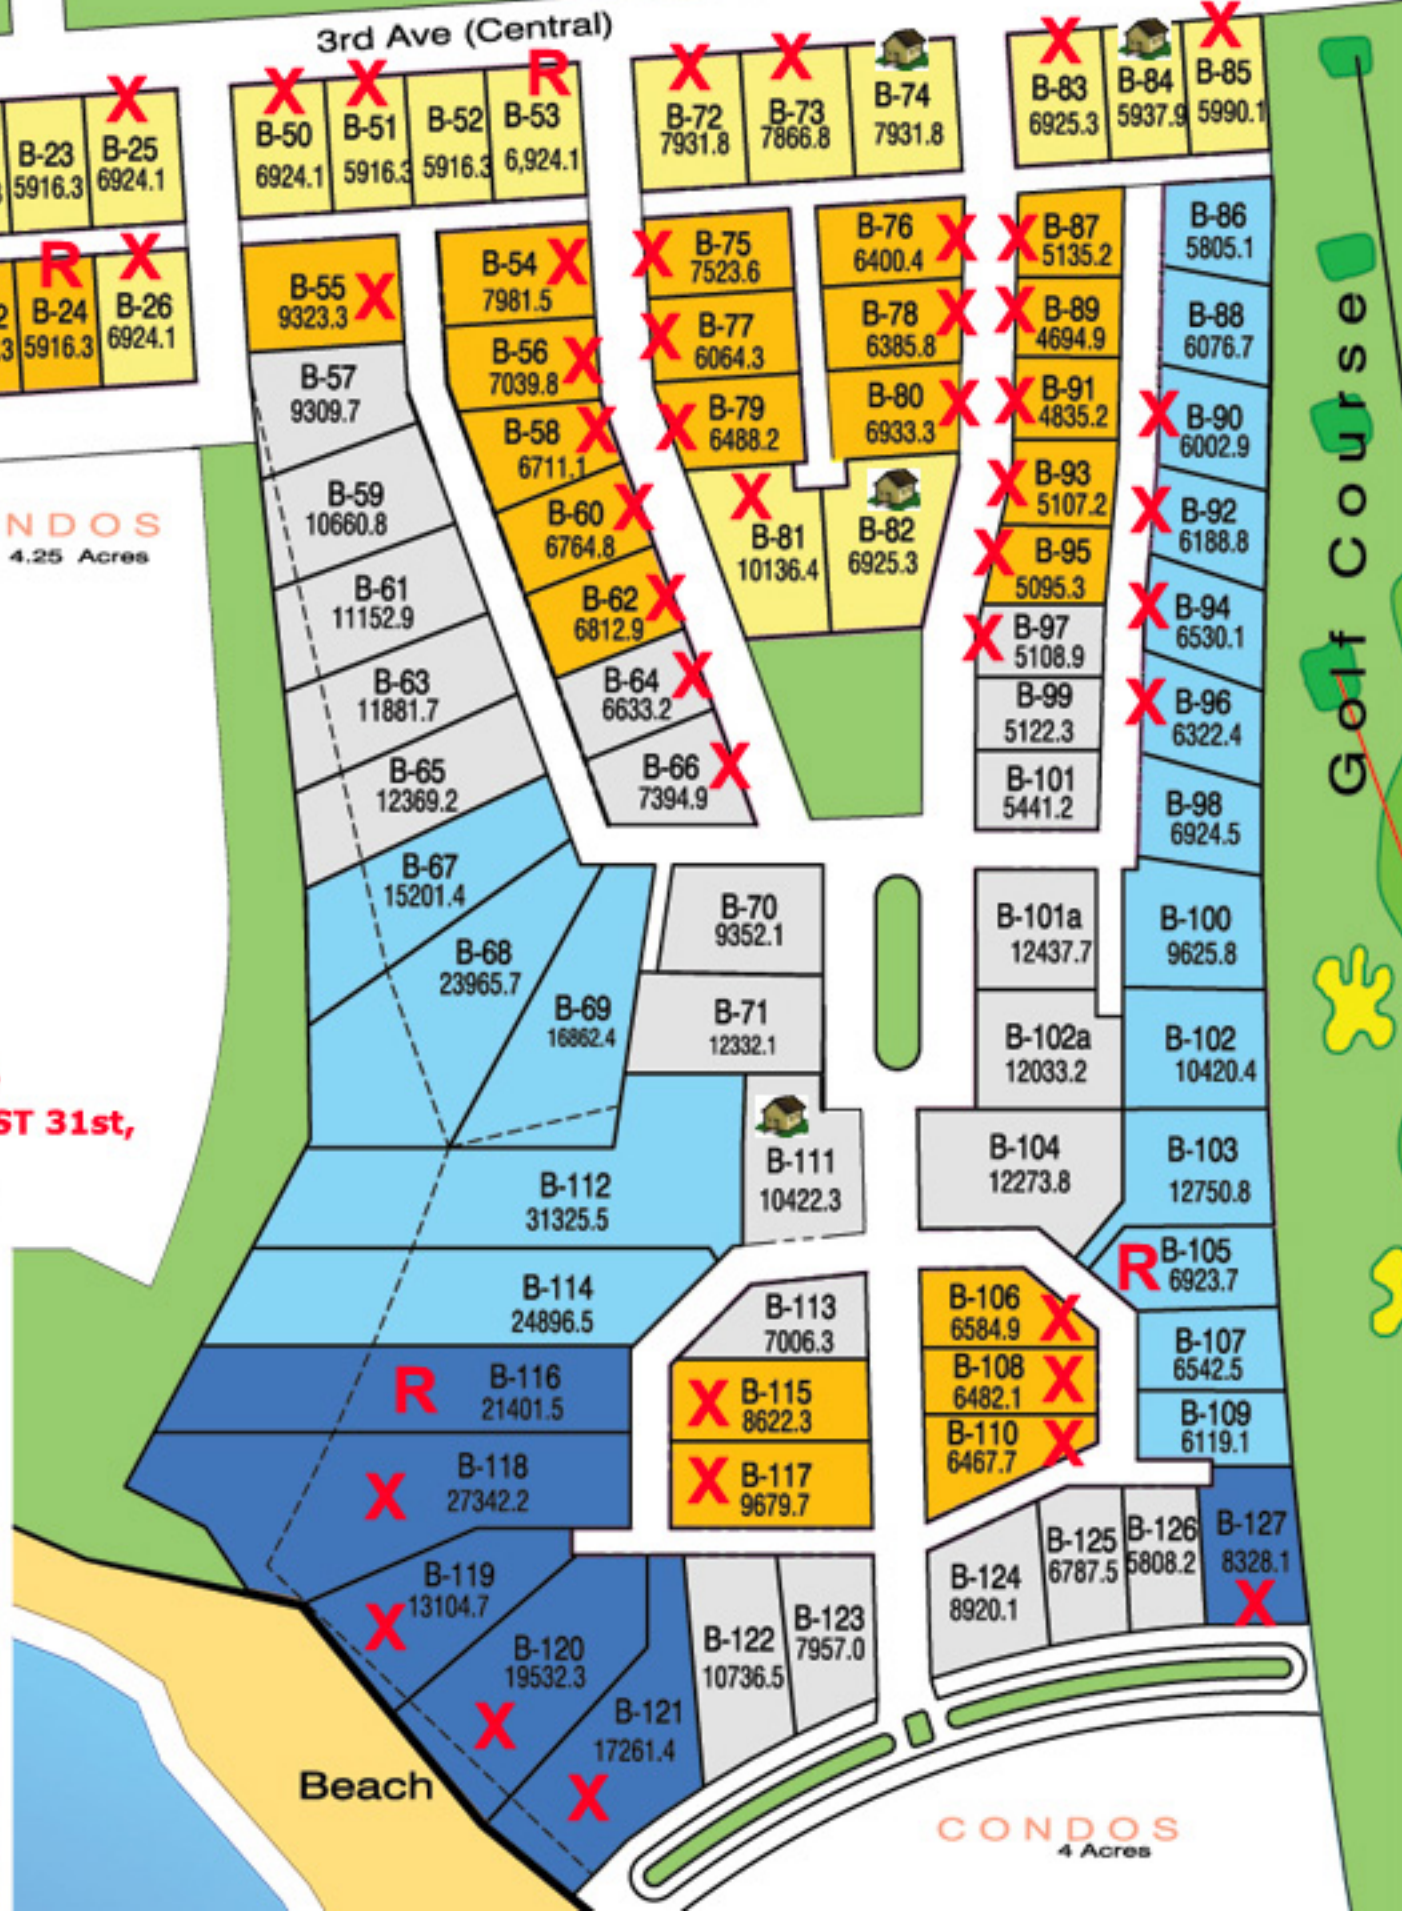 3rd Ave (Central)
X
B-23
5916.3
B-25
6924.1
R
B-24
5916.3
X
B-26
6924.1
X
B-50
6924.1
X
B-51
5916.3
B-52
5916.3
R
B-53
6,924.1
X
B-72
7931.8
X
B-73
7866.8
B-74
7931.8
X
B-83
6925.3
B-84
5937.9
X
B-85
5990.1
B-55
9323.3
X
B-54
7981.5
X
B-56
7039.8
X
B-58
6711.1
X
B-60
6764.8
X
B-62
6812.9
X
B-64
6633.2
X
B-66
7394.9
X
B-57
9309.7
B-59
10660.8
B-61
11152.9
B-63
11881.7
B-65
12369.2
B-67
15201.4
B-68
23965.7
B-69
16862.4
B-75
7523.6
X
B-77
6064.3
X
B-79
6488.2
X
B-81
10136.4
X
B-76
6400.4
X
B-78
6385.8
X
B-80
6933.3
X
B-82
6925.3
B-87
5135.2
X
B-89
4694.9
X
B-91
4835.2
X
B-93
5107.2
X
B-95
5095.3
X
B-97
5108.9
X
B-99
5122.3
B-101
5441.2
B-86
5805.1
B-88
6076.7
X
B-90
6002.9
X
B-92
6188.8
X
B-94
6530.1
X
B-96
6322.4
B-98
6924.5
B-100
9625.8
B-102
10420.4
B-103
12750.8
R
B-105
6923.7
B-107
6542.5
B-109
6119.1
Golf Course
NDOS
4.25 Acres
ST 31st,
B-70
9352.1
B-71
12332.1
B-101a
12437.7
B-102a
12033.2
B-104
12273.8
B-111
10422.3
B-112
31325.5
B-114
24896.5
R
B-116
21401.5
X
B-118
27342.2
B-113
7006.3
X
B-115
8622.3
X
B-117
9679.7
B-106
6584.9
X
B-108
6482.1
X
B-110
6467.7
X
B-119
13104.7
X
B-120
19532.3
X
B-121
17261.4
X
B-122
10736.5
B-123
7957.0
B-124
8920.1
B-125
6787.5
B-126
5808.2
B-127
8328.1
X
Beach
CONDOS
4 Acres